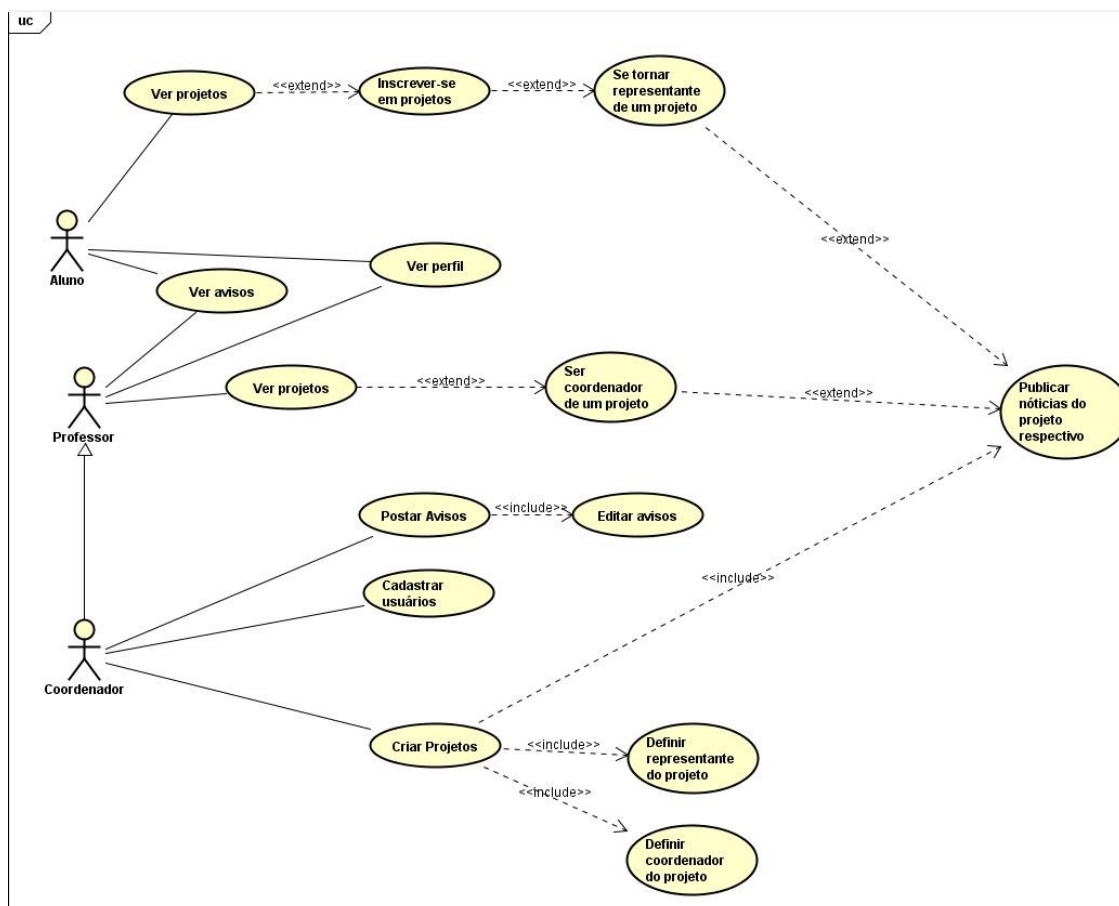 uc
Ver projetos
<<extend>>
Inscrever-se
em projetos
<<extend>>
Se tornar
representante
de um projeto
<<extend>>
Aluno
Ver perfil
Ver avisos
Professor
Ver projetos
<<extend>>
Ser
coordenador
de um projeto
<<extend>>
Publicar
nóticias do
projeto
respectivo
Postar Avisos
<<include>>
Editar avisos
<<include>>
Cadastrar
usuários
Coordenador
Criar Projetos
<<include>>
Definir
representante
do projeto
<<include>>
Definir
coordenador
do projeto